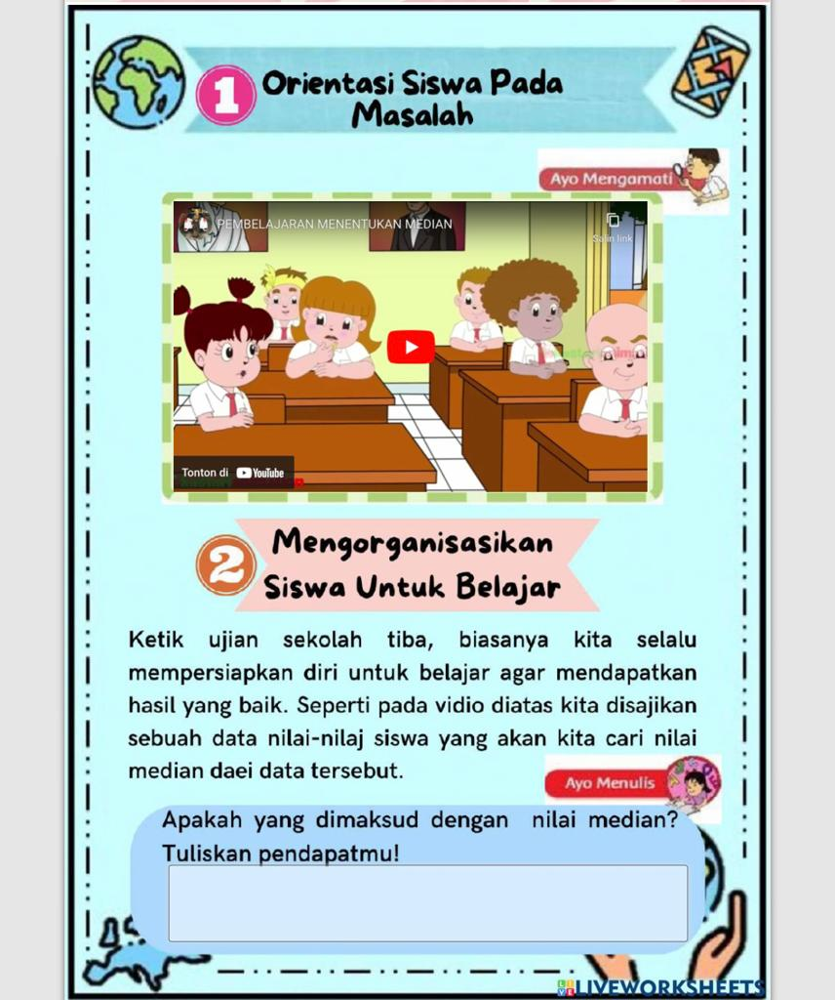 1 Orientasi Siswa Pada
Masalah
Ayo Mengamati
PEMBELAJARAN MENENTUKAN MEDIAN
Salin link
Tonton di YouTube
2 Mengorganisasikan
Siswa Untuk Belajar
Ketik ujian sekolah tiba, biasanya kita selalu
mempersiapkan diri untuk belajar agar mendapatkan
hasil yang baik. Seperti pada vidio diatas kita disajikan
sebuah data nilai-nilaj siswa yang akan kita cari nilai
median daei data tersebut.
Ayo Menulis
Apakah yang dimaksud dengan nilai median?
Tuliskan pendapatmu!
LIVEWORKSHEETS